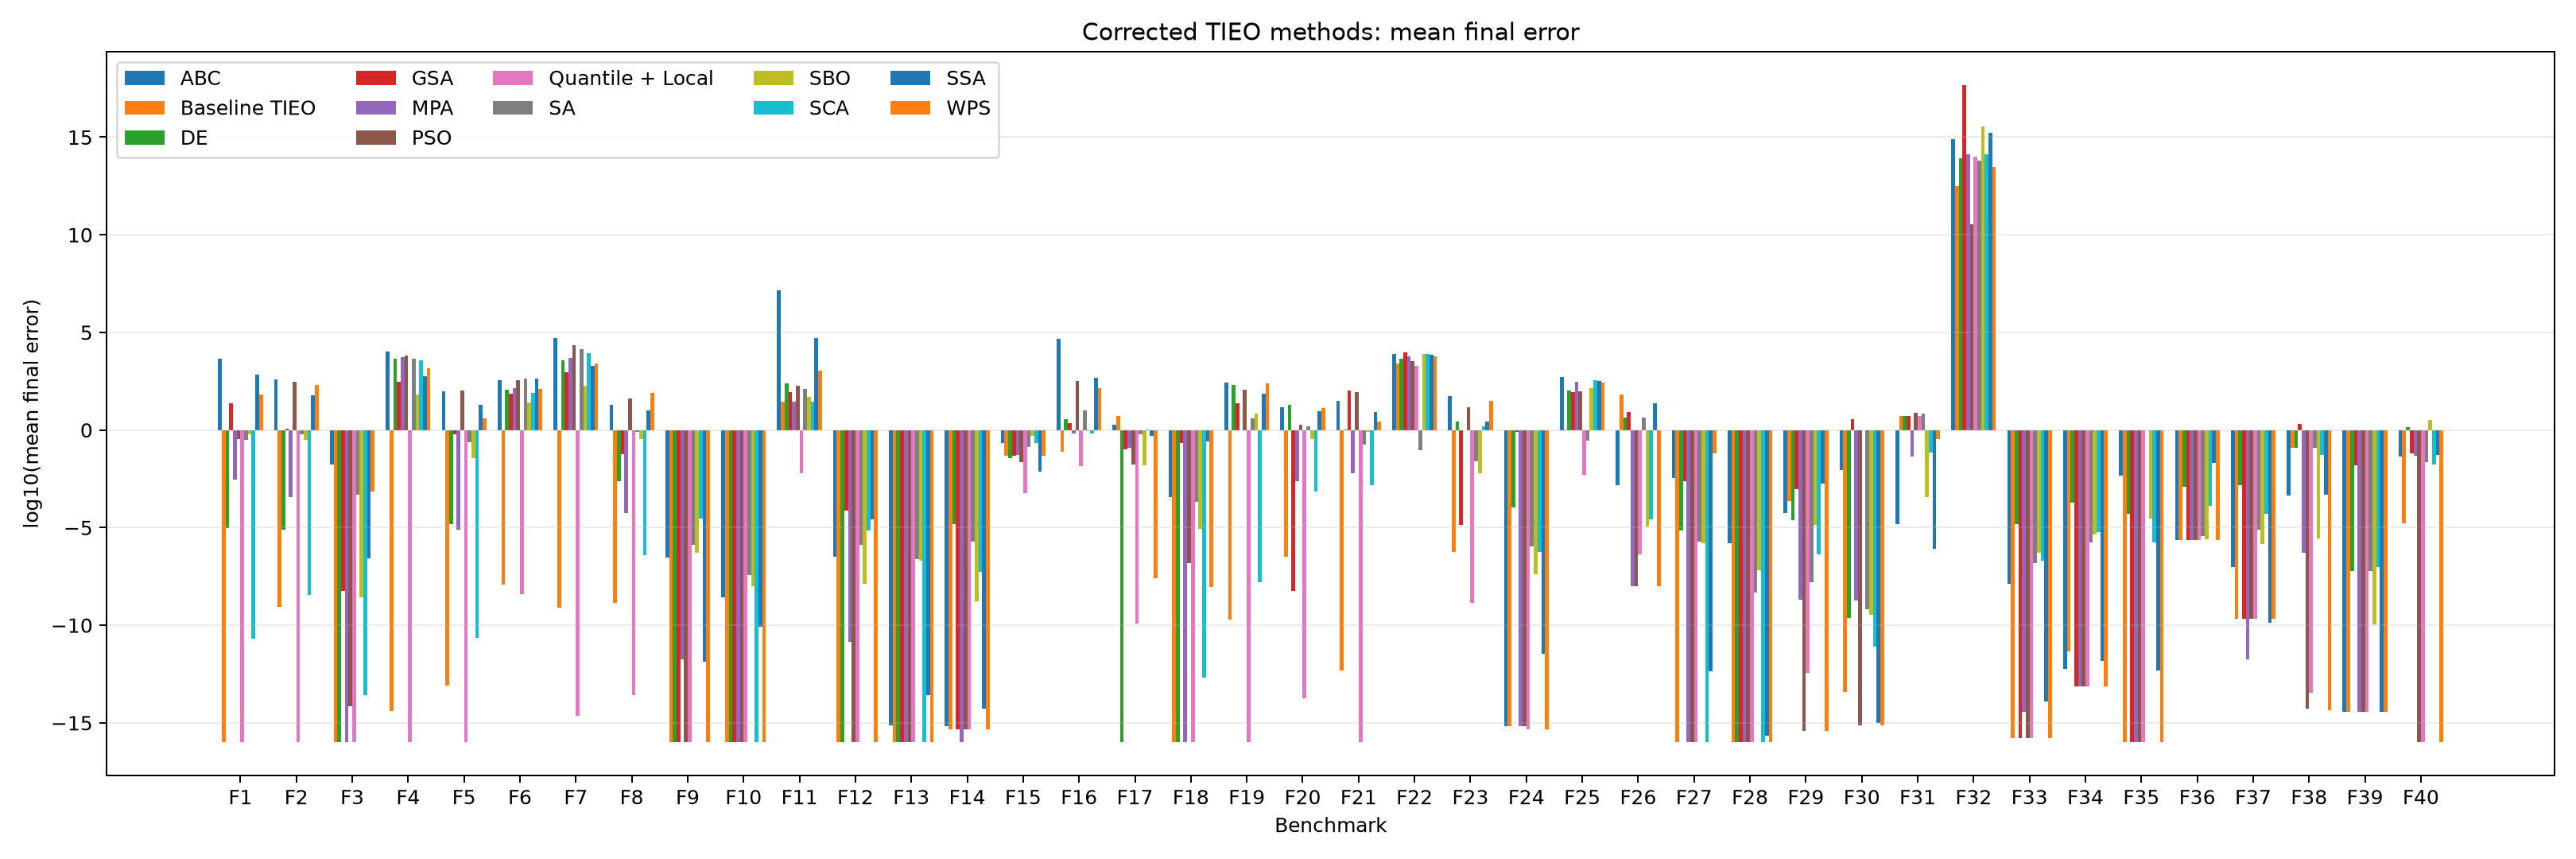 Corrected TIEO methods: mean final error
ABC
Baseline TIEO
DE
GSA
MPA
PSO
Quantile + Local
SA
SBO
SCA
SSA
WPS
log10(mean final error)
15
10
5
0
−5
−10
−15
F1 F2 F3 F4 F5 F6 F7 F8 F9 F10 F11 F12 F13 F14 F15 F16 F17 F18 F19 F20 F21 F22 F23 F24 F25 F26 F27 F28 F29 F30 F31 F32 F33 F34 F35 F36 F37 F38 F39 F40
Benchmark